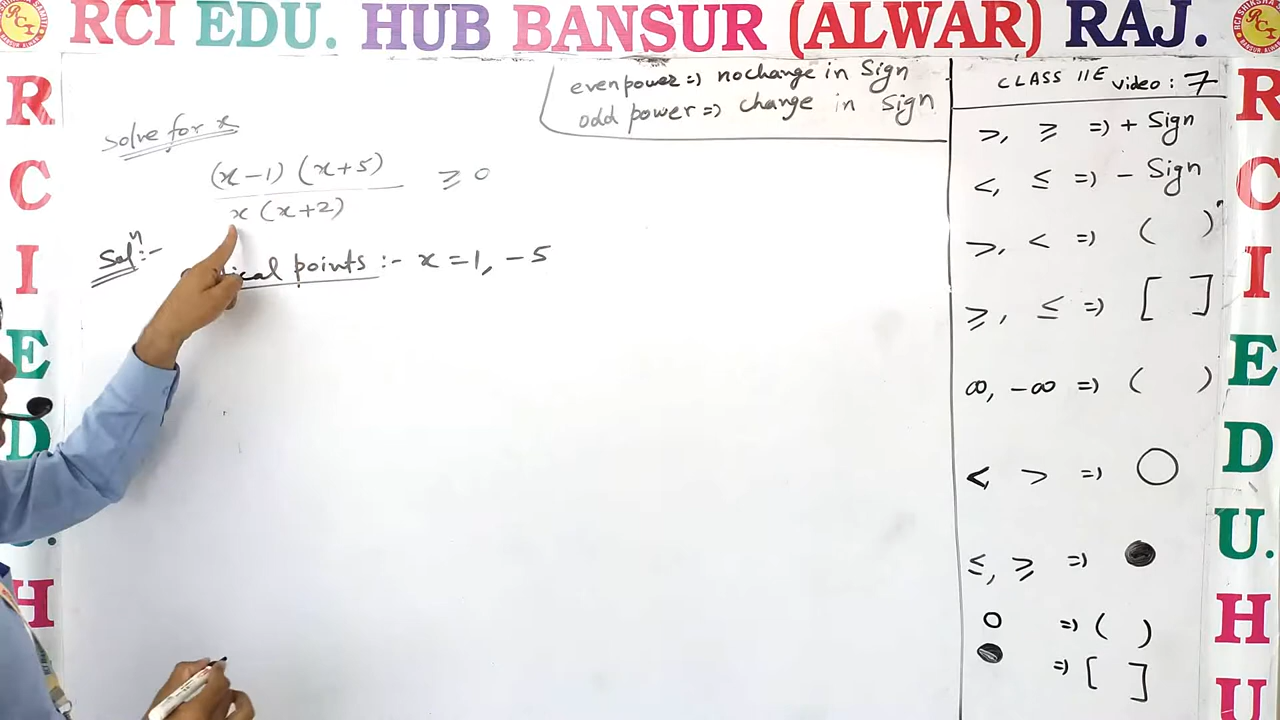 RCI EDU. HUB BANSUR (ALWAR) RAJ.
R
C
I
E
D
U.
H
even power => no change in Sign
odd power => change in Sign
Solve for x
(x-1) (x+5)
x (x+2)
≥ 0
Solⁿ :-
points :- x = 1, -5
CLASS 11E video : 7
>, ≥ => + Sign
<, ≤ => - Sign
>, < => ( )
≥, ≤ => [ ]
∞, -∞ => ( )
< > => ○
≤, ≥ => ●
○ => ( )
● => [ ]
R
C
I
E
D
U.
H
U